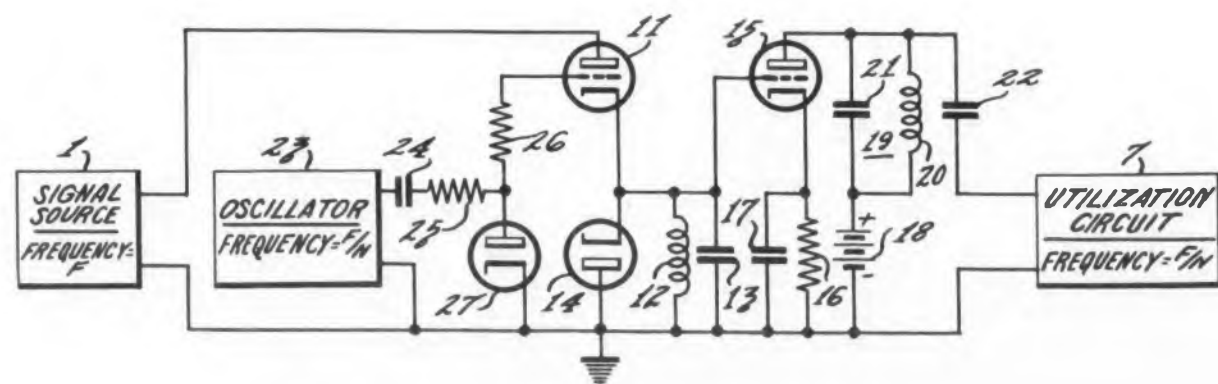 1
SIGNAL
SOURCE
FREQUENCY=
F
23
OSCILLATOR
FREQUENCY=F/N
24
25
26
27
11
14
12
13
15
17
16
18
+
-
19
21
20
22
7
UTILIZATION
CIRCUIT
FREQUENCY=F/N